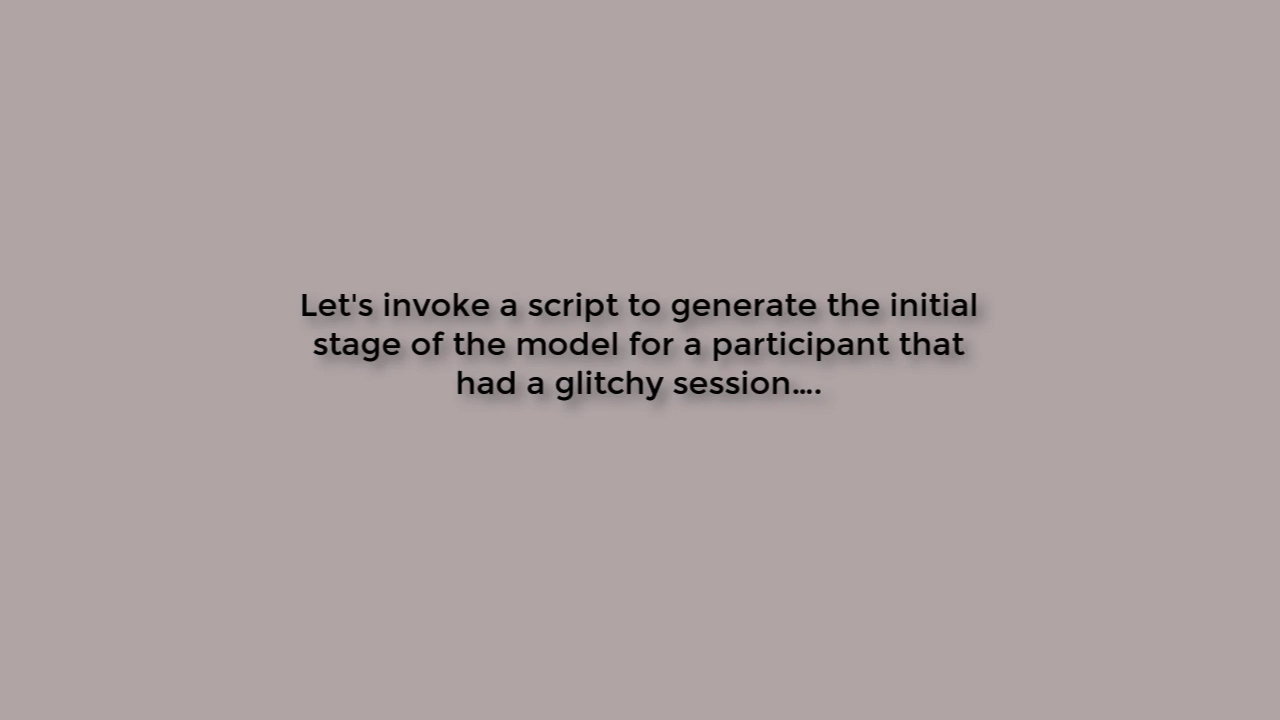 Let's invoke a script to generate the initial
stage of the model for a participant that
had a glitchy session....